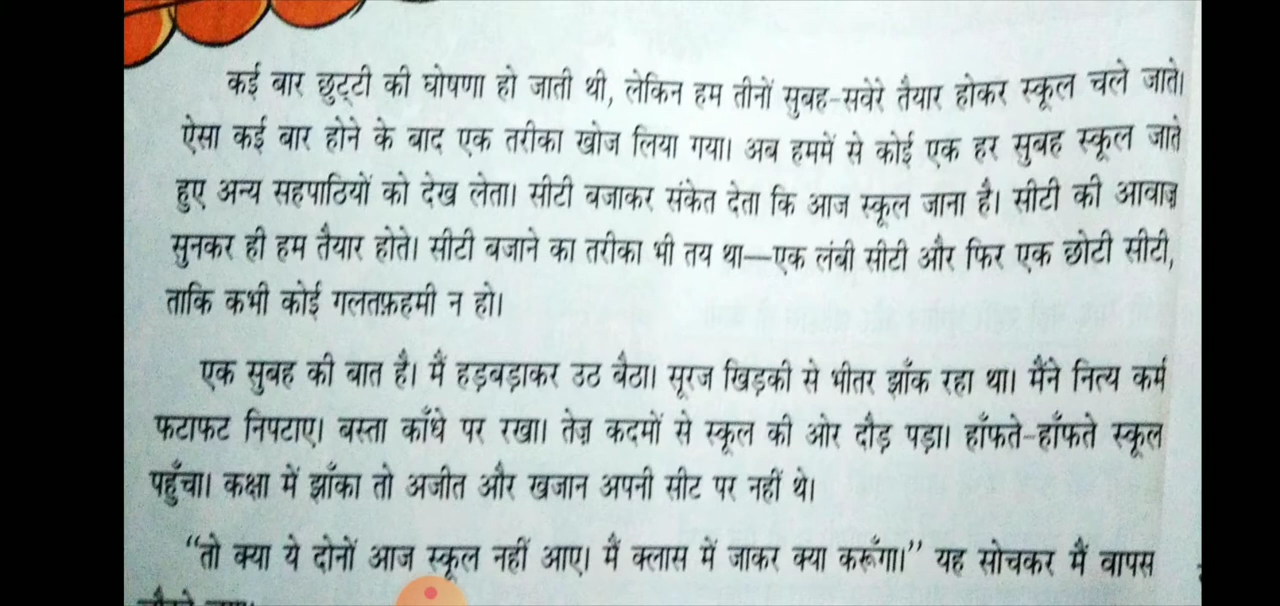 कई बार छुट्टी की घोषणा हो जाती थी, लेकिन हम तीनों सुबह-सवेरे तैयार होकर स्कूल चले जाते।
ऐसा कई बार होने के बाद एक तरीका खोज लिया गया। अब हममें से कोई एक हर सुबह स्कूल जाते
हुए अन्य सहपाठियों को देख लेता। सीटी बजाकर संकेत देता कि आज स्कूल जाना है। सीटी की आवाज़
सुनकर ही हम तैयार होते। सीटी बजाने का तरीका भी तय था—एक लंबी सीटी और फिर एक छोटी सीटी,
ताकि कभी कोई गलतफ़हमी न हो।
एक सुबह की बात है। मैं हड़बड़ाकर उठ बैठा। सूरज खिड़की से भीतर झाँक रहा था। मैंने नित्य कर्म
फटाफट निपटाए। बस्ता काँधे पर रखा। तेज़ कदमों से स्कूल की ओर दौड़ पड़ा। हाँफते-हाँफते स्कूल
पहुँचा। कक्षा में झाँका तो अजीत और खजान अपनी सीट पर नहीं थे।
“तो क्या ये दोनों आज स्कूल नहीं आए। मैं क्लास में जाकर क्या करूँगा।” यह सोचकर मैं वापस